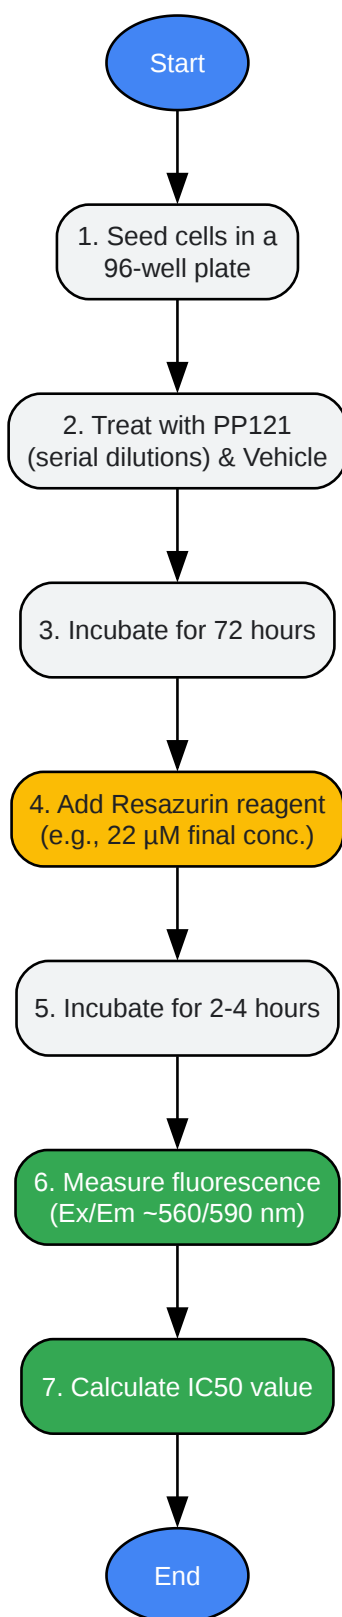 Start
1. Seed cells in a
96-well plate
2. Treat with PP121
(serial dilutions) & Vehicle
3. Incubate for 72 hours
4. Add Resazurin reagent
(e.g., 22 µM final conc.)
5. Incubate for 2-4 hours
6. Measure fluorescence
(Ex/Em ~560/590 nm)
7. Calculate IC50 value
End